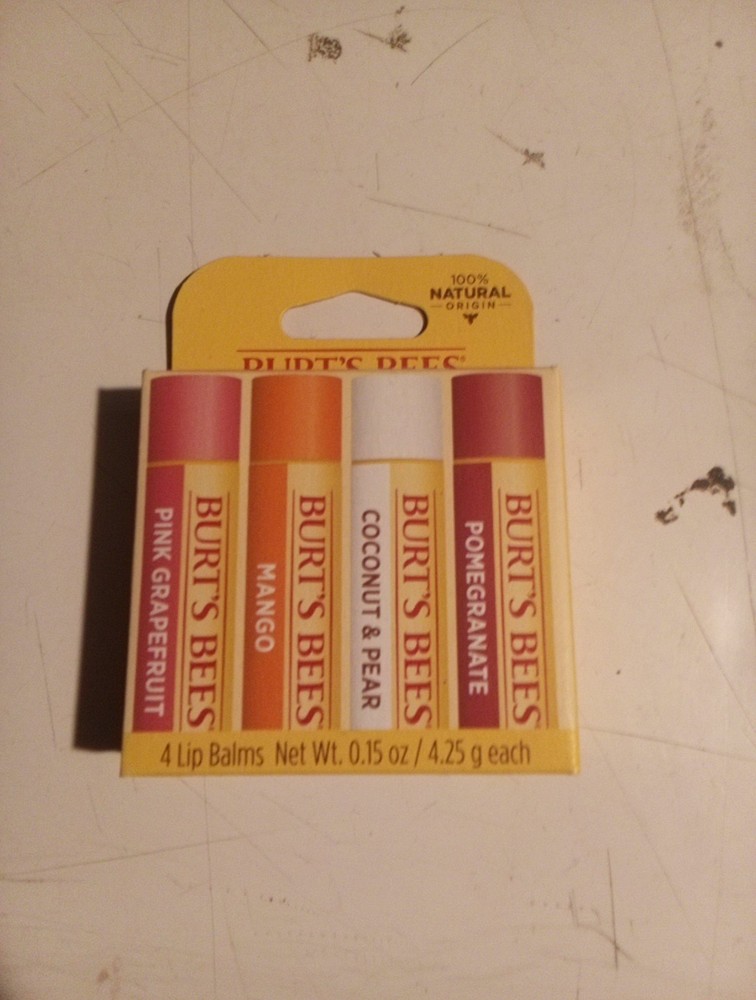 100%
NATURAL
ORIGIN
BURT'S BEES
PINK GRAPEFRUIT
BURT'S BEES
MANGO
BURT'S BEES
COCONUT & PEAR
BURT'S BEES
POMEGRANATE
BURT'S BEES
4 Lip Balms Net Wt. 0.15 oz / 4.25 g each